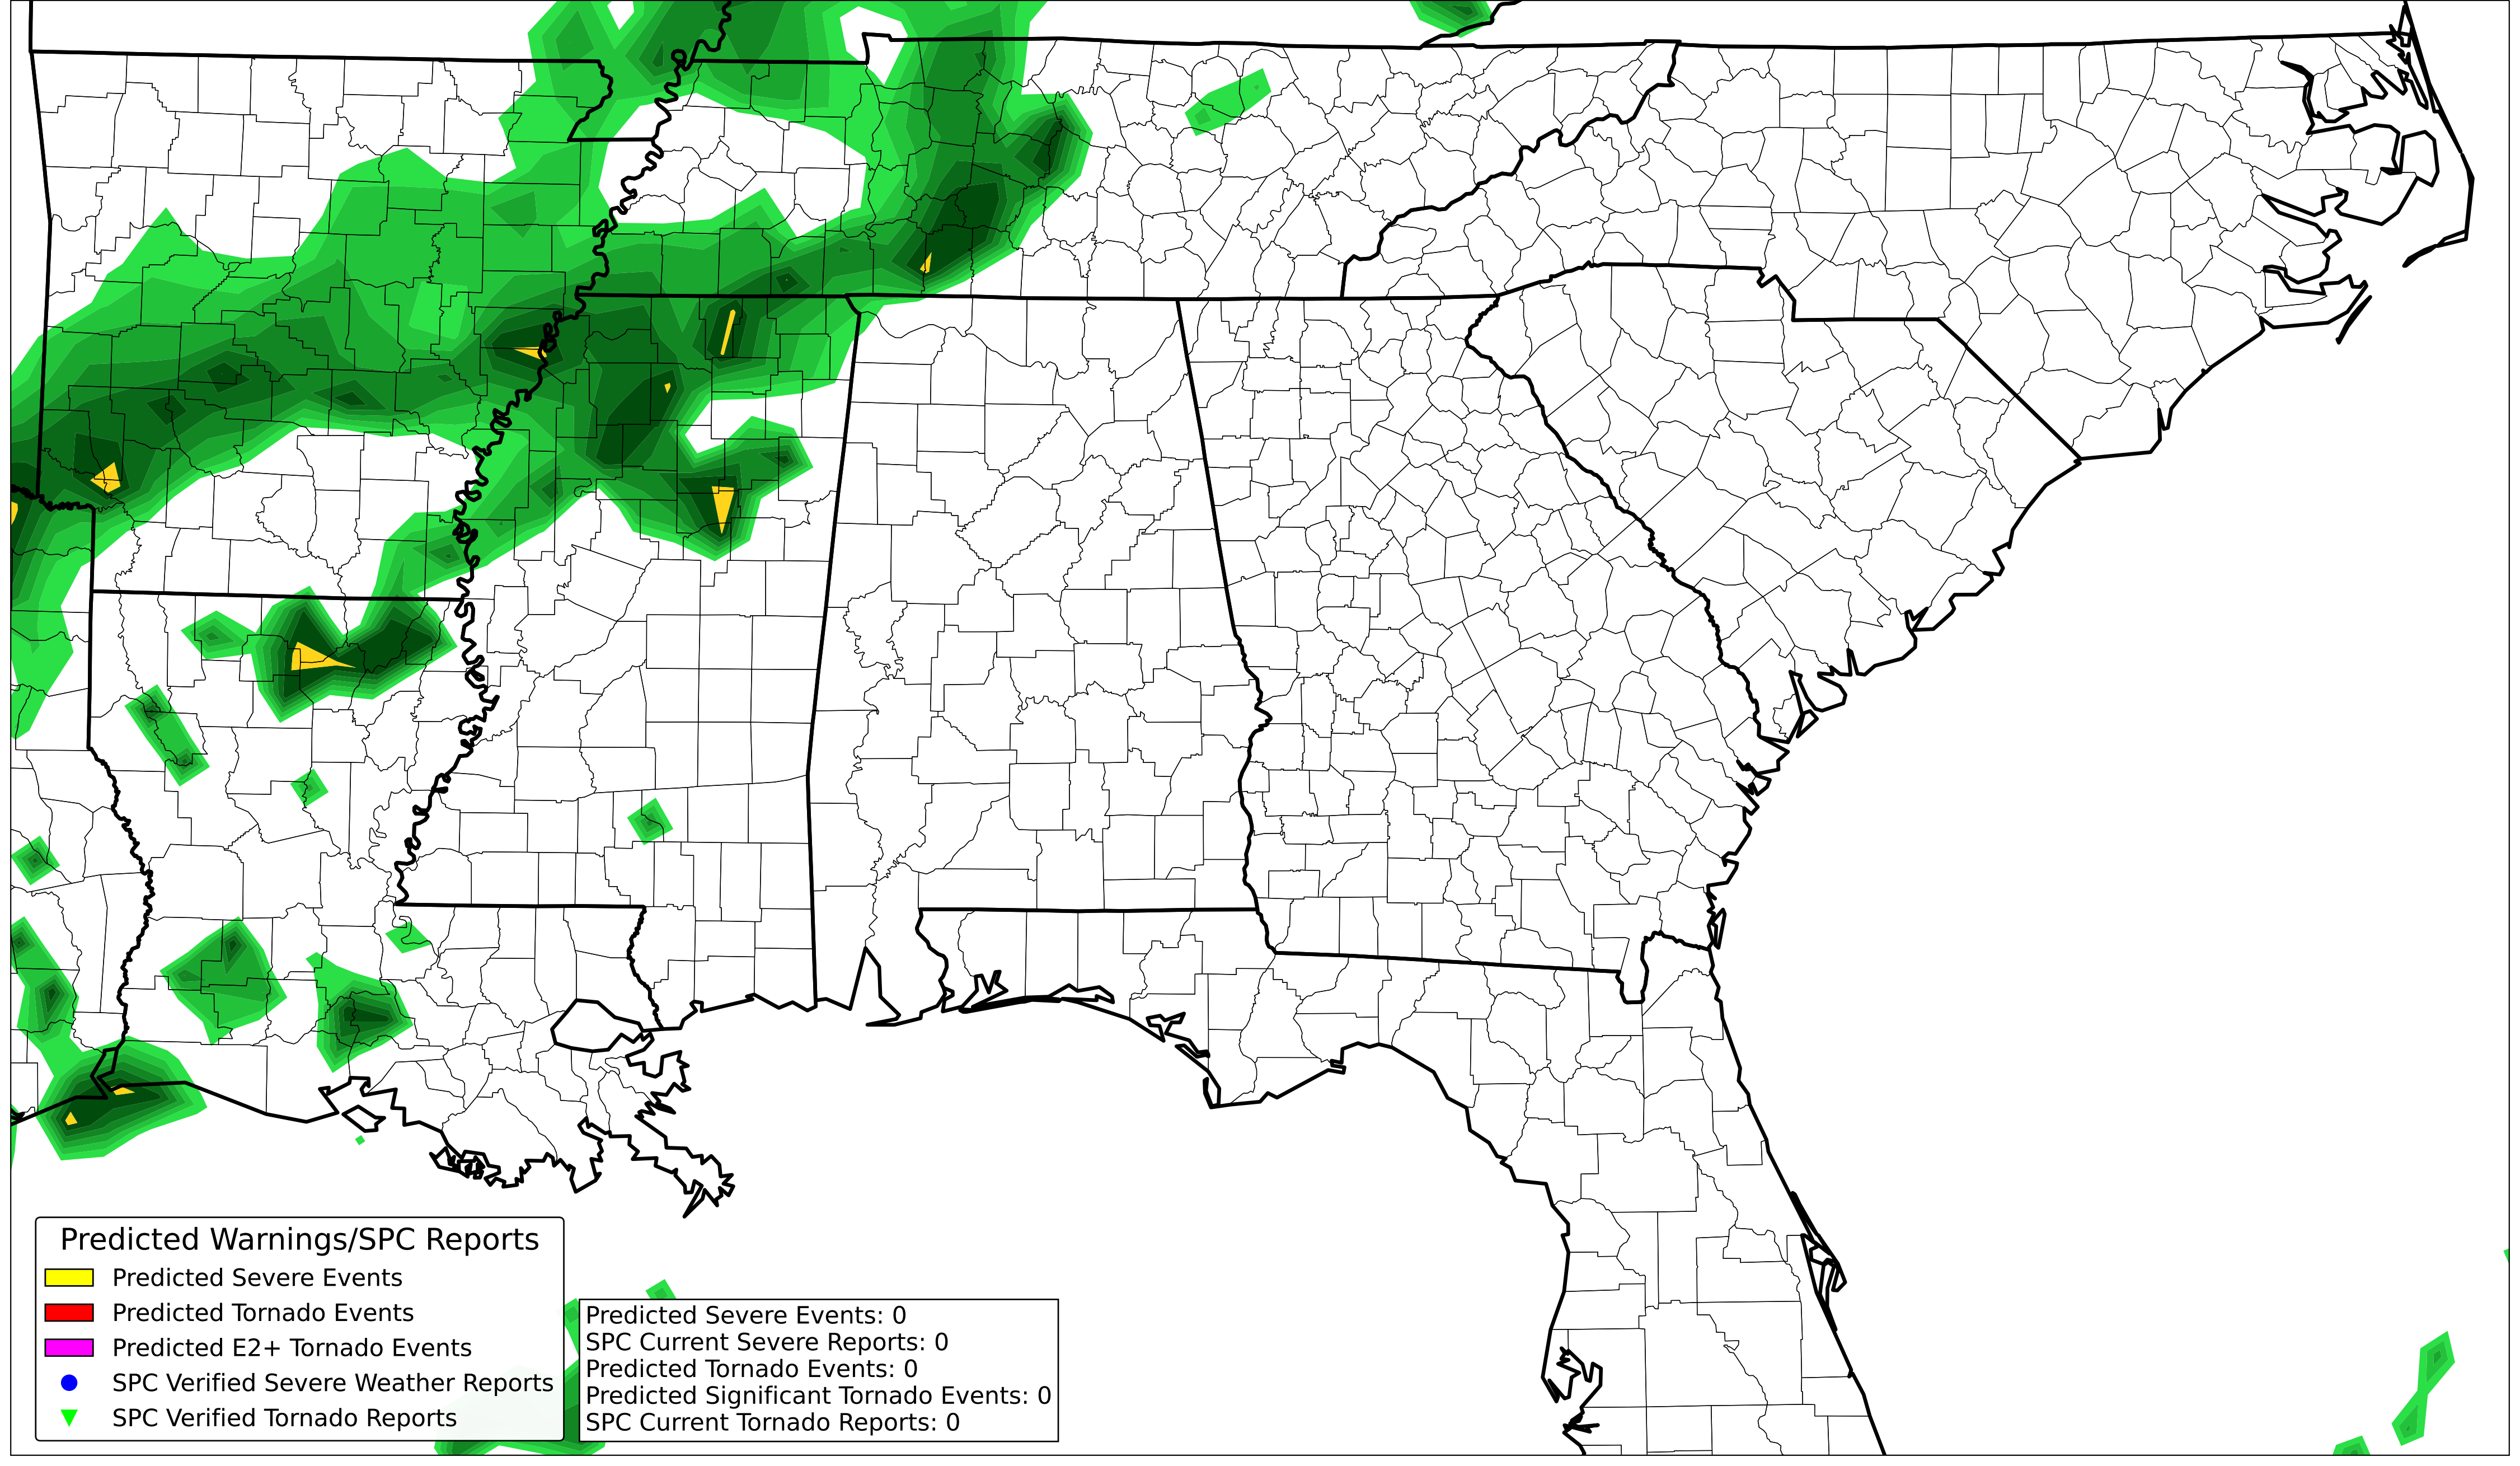 Predicted Warnings/SPC Reports
Predicted Severe Events
Predicted Tornado Events
Predicted E2+ Tornado Events
SPC Verified Severe Weather Reports
SPC Verified Tornado Reports
Predicted Severe Events: 0
SPC Current Severe Reports: 0
Predicted Tornado Events: 0
Predicted Significant Tornado Events: 0
SPC Current Tornado Reports: 0